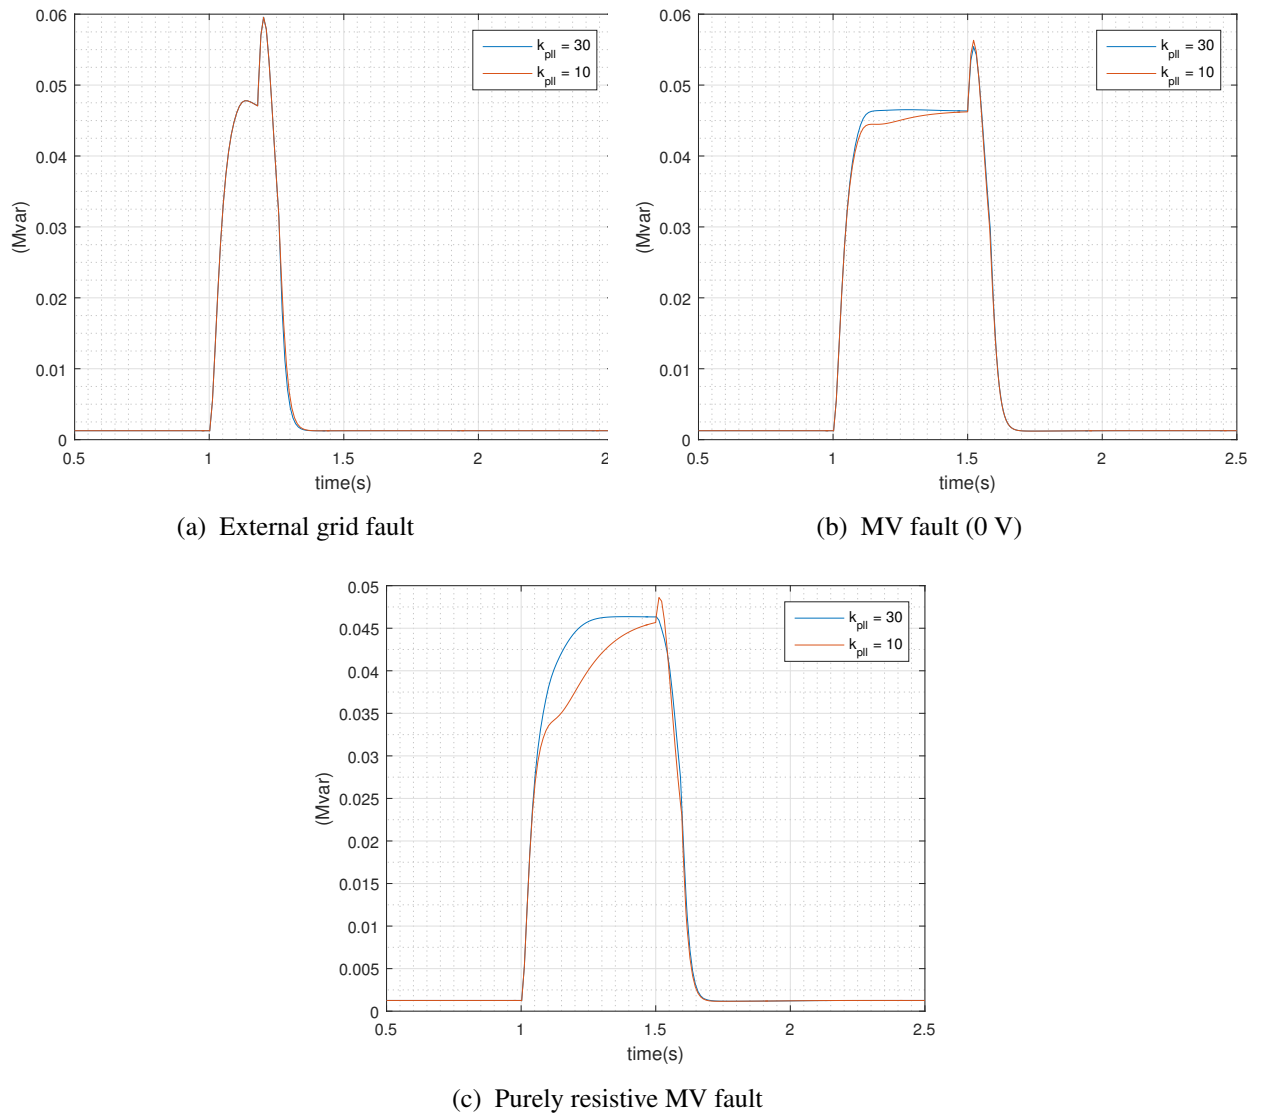 0.06
0.05
0.04
0.03
0.02
0.01
0
(Mvar)
k_pll = 30
k_pll = 10
0.5 1 1.5 2 2
time(s)
(a) External grid fault
0.06
0.05
0.04
0.03
0.02
0.01
0
(Mvar)
k_pll = 30
k_pll = 10
0.5 1 1.5 2 2.5
time(s)
(b) MV fault (0 V)
0.05
0.045
0.04
0.035
0.03
0.025
0.02
0.015
0.01
0.005
0
(Mvar)
k_pll = 30
k_pll = 10
0.5 1 1.5 2 2.5
time(s)
(c) Purely resistive MV fault